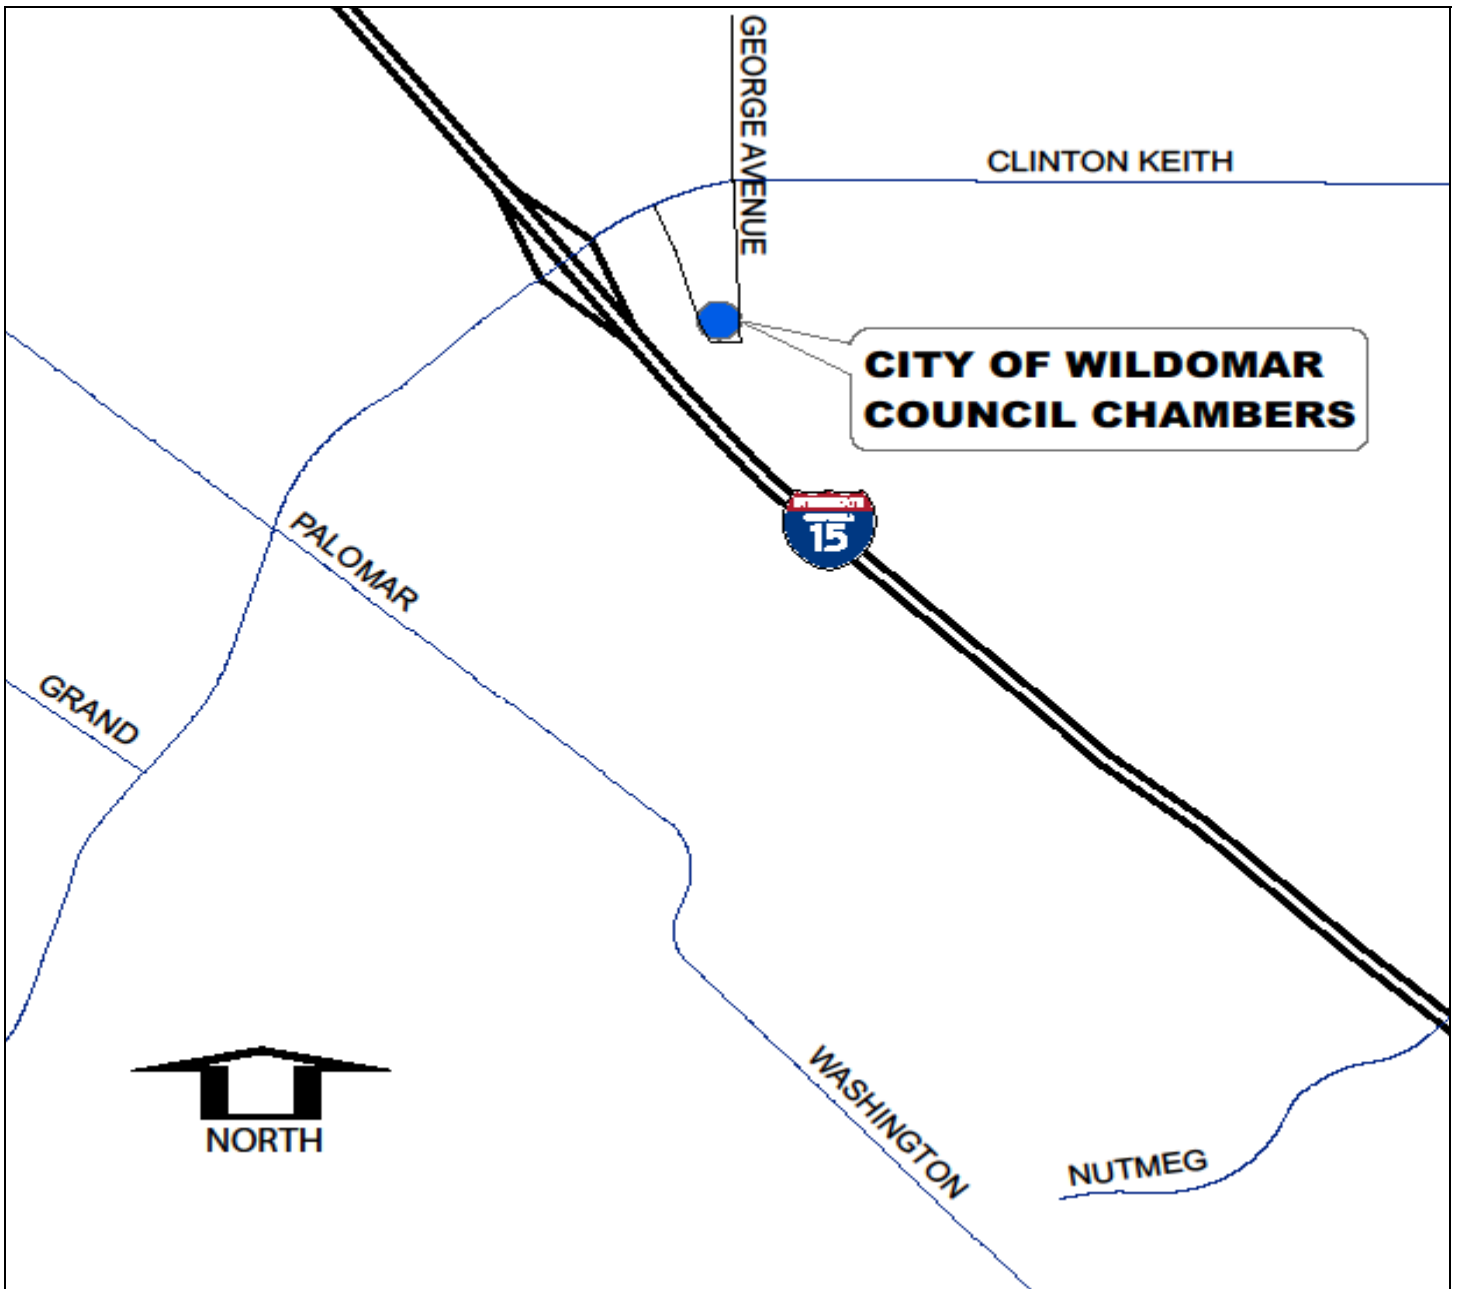 GEORGE AVENUE
CLINTON KEITH
CITY OF WILDOMAR
COUNCIL CHAMBERS
15
PALOMAR
GRAND
WASHINGTON
NORTH
NUTMEG